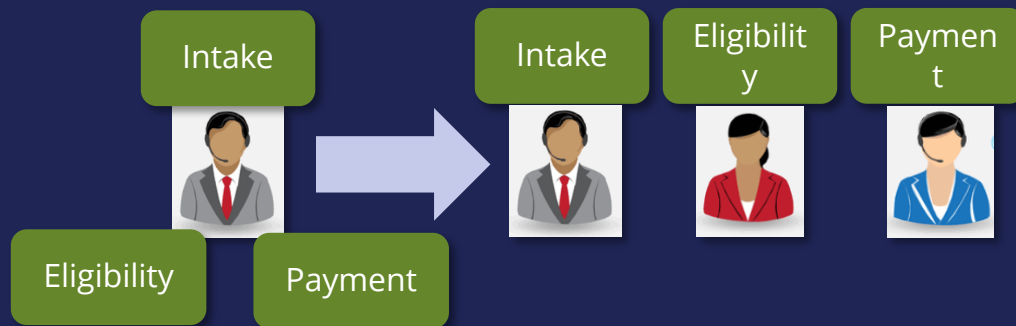 Intake
Eligibility
Payment
Intake
Eligibilit
y
Paymen
t